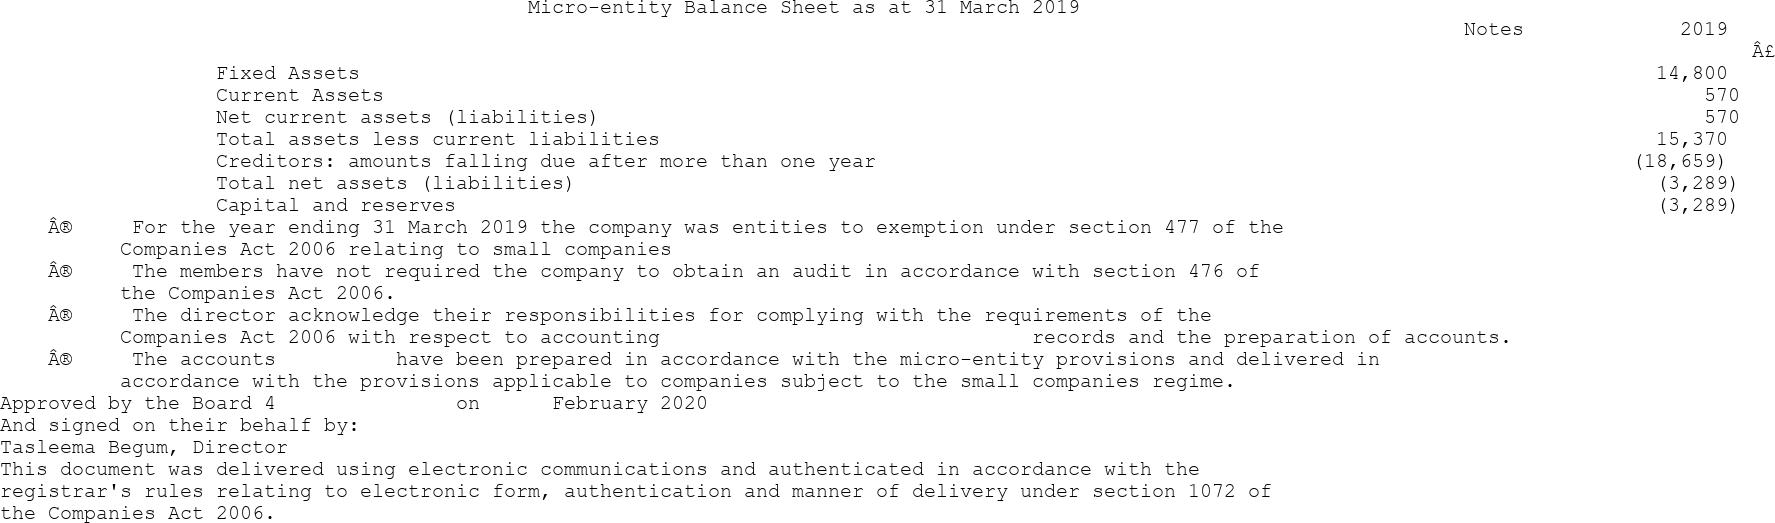 Micro-entity Balance Sheet as at 31 March 2019
Notes 2019
Â£
Fixed Assets 14,800
Current Assets 570
Net current assets (liabilities) 570
Total assets less current liabilities 15,370
Creditors: amounts falling due after more than one year (18,659)
Total net assets (liabilities) (3,289)
Capital and reserves (3,289)
Â® For the year ending 31 March 2019 the company was entities to exemption under section 477 of the
Companies Act 2006 relating to small companies
Â® The members have not required the company to obtain an audit in accordance with section 476 of
the Companies Act 2006.
Â® The director acknowledge their responsibilities for complying with the requirements of the
Companies Act 2006 with respect to accounting records and the preparation of accounts.
Â® The accounts have been prepared in accordance with the micro-entity provisions and delivered in
accordance with the provisions applicable to companies subject to the small companies regime.
Approved by the Board 4 on February 2020
And signed on their behalf by:
Tasleema Begum, Director
This document was delivered using electronic communications and authenticated in accordance with the
registrar's rules relating to electronic form, authentication and manner of delivery under section 1072 of
the Companies Act 2006.